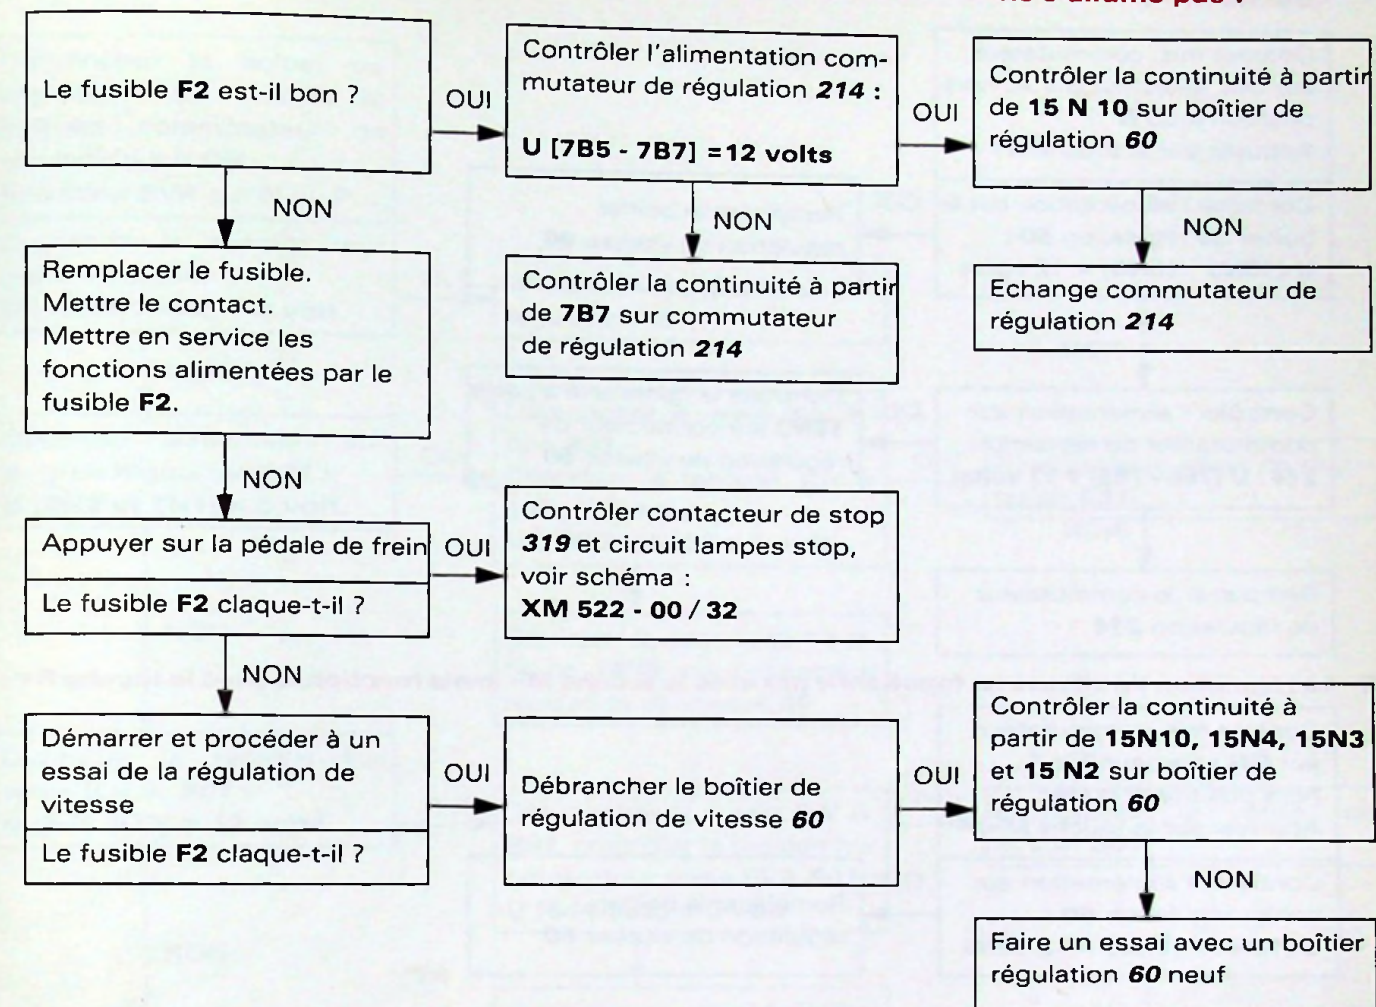 ne s'allume pas :
Le fusible F2 est-il bon ?
OUI
Contrôler l'alimentation com-
mutateur de régulation 214 :
U [7B5 - 7B7] =12 volts
OUI
Contrôler la continuité à partir
de 15 N 10 sur boîtier de
régulation 60
NON
NON
NON
Remplacer le fusible.
Mettre le contact.
Mettre en service les
fonctions alimentées par le
fusible F2.
Contrôler la continuité à partir
de 7B7 sur commutateur
de régulation 214
Echange commutateur de
régulation 214
NON
Appuyer sur la pédale de frein
Le fusible F2 claque-t-il ?
OUI
Contrôler contacteur de stop
319 et circuit lampes stop,
voir schéma :
XM 522 - 00 / 32
NON
Démarrer et procéder à un
essai de la régulation de
vitesse
Le fusible F2 claque-t-il ?
OUI
Débrancher le boîtier de
régulation de vitesse 60
OUI
Contrôler la continuité à
partir de 15N10, 15N4, 15N3
et 15 N2 sur boîtier de
régulation 60
NON
Faire un essai avec un boîtier
régulation 60 neuf